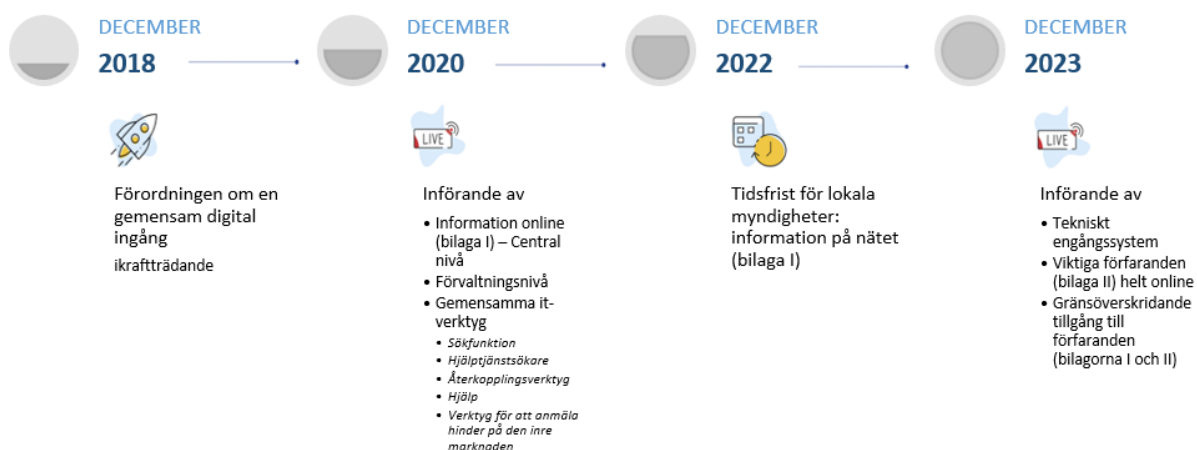 DECEMBER
2018
Förordningen om en
gemensam digital
ingång
ikraftträdande
DECEMBER
2020
LIVE
Införande av
• Information online
(bilaga I) – Central
nivå
• Förvaltningsnivå
• Gemensamma it-
verktyg
• Sökfunktion
• Hjälptjänstsökare
• Återkopplingsverktyg
• Hjälp
• Verktyg för att anmäla
hinder på den inre
marknaden
DECEMBER
2022
Tidsfrist för lokala
myndigheter:
information på nätet
(bilaga I)
DECEMBER
2023
LIVE
Införande av
• Tekniskt
engångssystem
• Viktiga förfaranden
(bilaga II) helt online
• Gränsöverskridande
tillgång till
förfaranden
(bilagorna I och II)